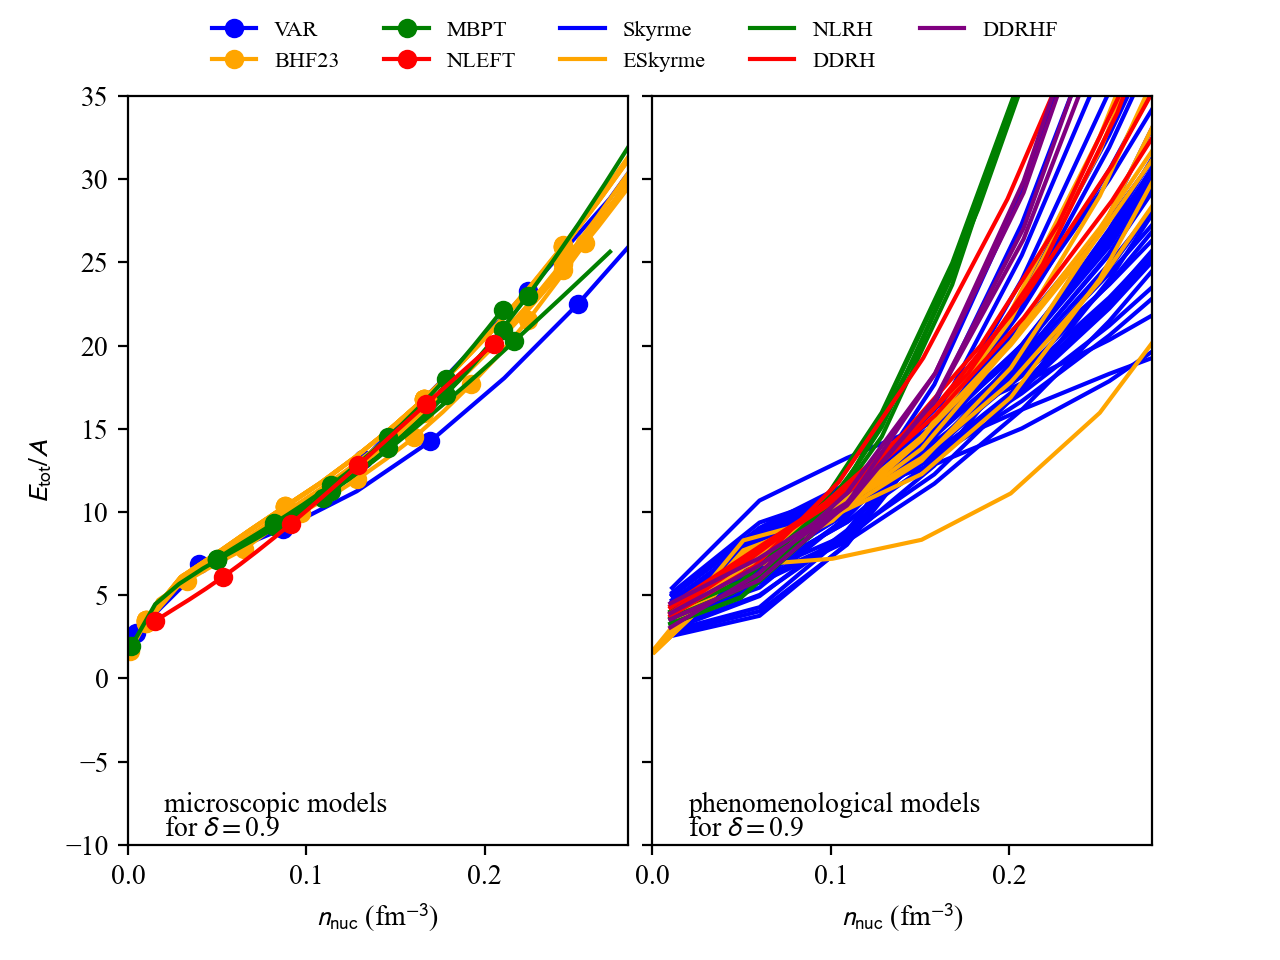 VAR MBPT Skyrme NLRH DDRHF
BHF23 NLEFT ESkyrme DDRH
35
30
25
20
15
10
5
0
−5
−10
E_tot/A
microscopic models
for δ = 0.9
phenomenological models
for δ = 0.9
0.0 0.1 0.2
0.0 0.1 0.2
n_nuc (fm⁻³)
n_nuc (fm⁻³)